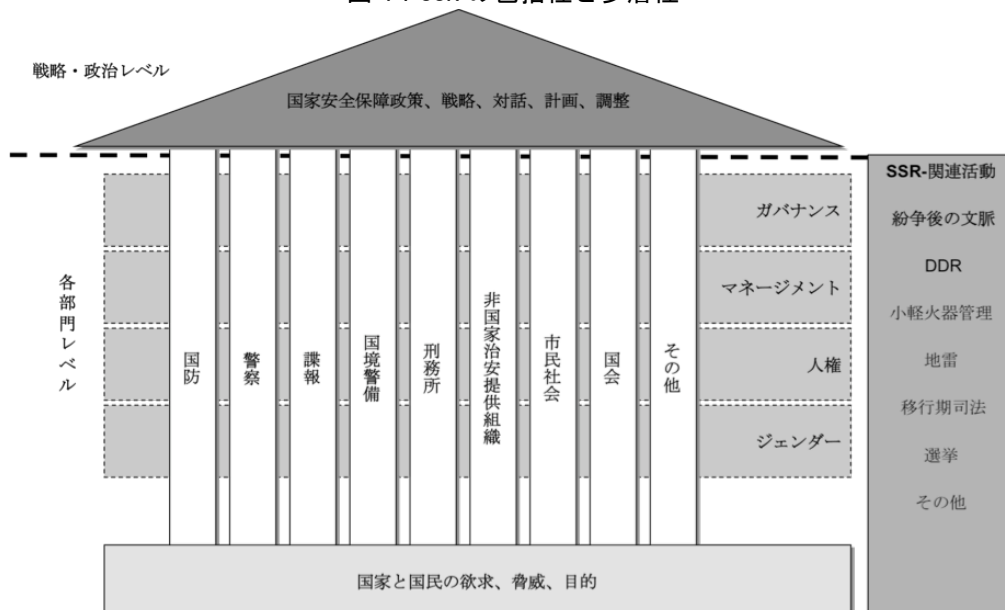 図 1 : SSR の包括性と多層性
戦略・政治レベル
国家安全保障政策、戦略、対話、計画、調整
各部門レベル
国防
警察
諜報
国境警備
刑務所
非国家治安提供組織
市民社会
国会
その他
ガバナンス
マネージメント
人権
ジェンダー
国家と国民の欲求、脅威、目的
SSR-関連活動
紛争後の文脈
DDR
小軽火器管理
地雷
移行期司法
選挙
その他